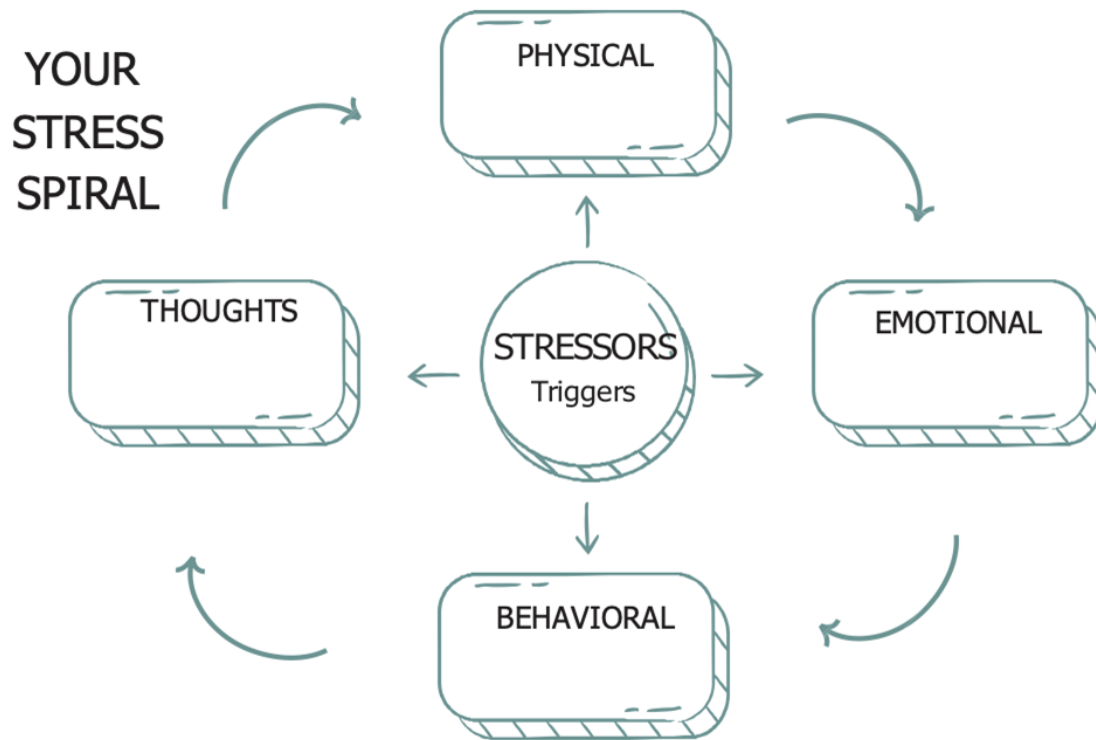 YOUR
STRESS
SPIRAL
PHYSICAL
THOUGHTS
STRESSORS
Triggers
EMOTIONAL
BEHAVIORAL